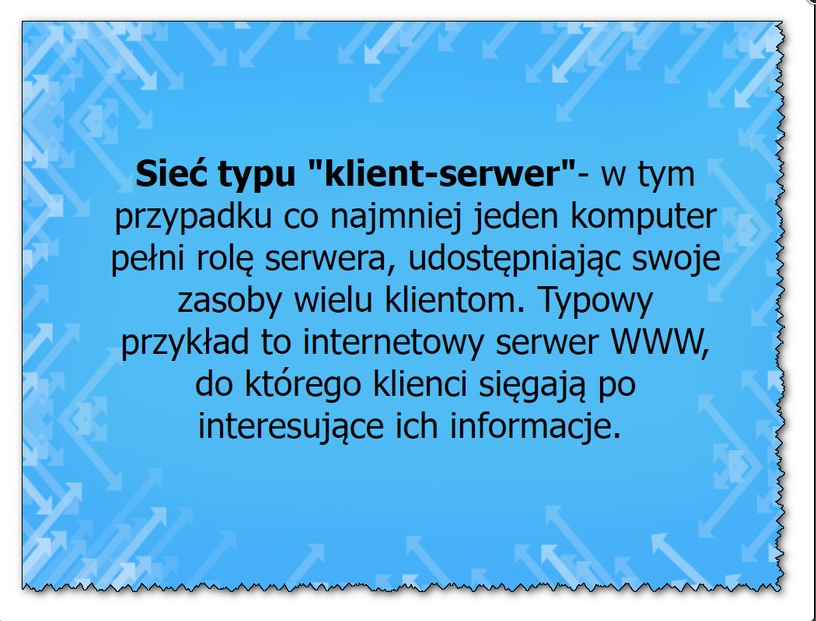 Sieć typu "klient-serwer"- w tym
przypadku co najmniej jeden komputer
pełni rolę serwera, udostępniając swoje
zasoby wielu klientom. Typowy
przykład to internetowy serwer WWW,
do którego klienci sięgają po
interesujące ich informacje.